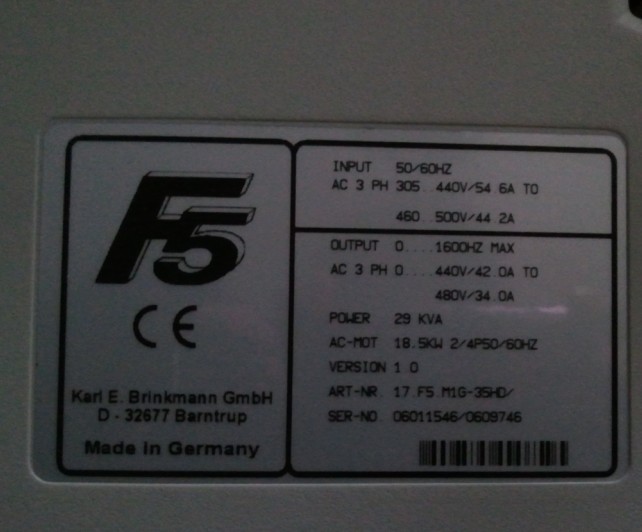 F5
CE
Karl E. Brinkmann GmbH
D - 32677 Barntrup
Made in Germany
INPUT 50/60HZ
AC 3 PH 305..440V/54.6A TO
460..500V/44.2A
OUTPUT 0....1600HZ MAX
AC 3 PH 0....440V/42.0A TO
480V/34.0A
POWER 29 KVA
AC-MOT 18.5KW 2/4P50/60HZ
VERSION 1.0
ART-NR. 17.F5.M1G-35HD/
SER-NO. 06011546/0609746